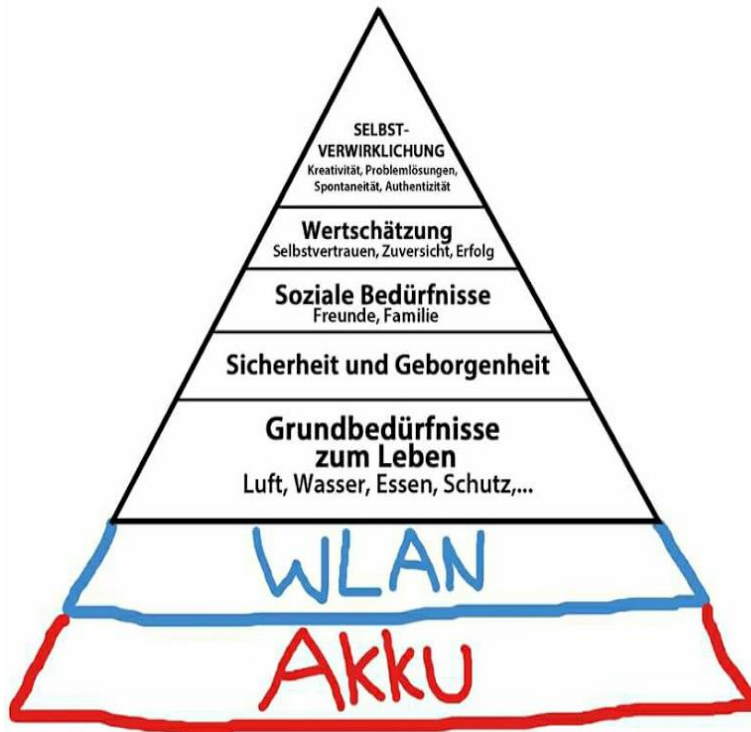 SELBST-
VERWIRKLICHUNG
Kreativität, Problemlösungen,
Spontaneität, Authentizität
Wertschätzung
Selbstvertrauen, Zuversicht, Erfolg
Soziale Bedürfnisse
Freunde, Familie
Sicherheit und Geborgenheit
Grundbedürfnisse
zum Leben
Luft, Wasser, Essen, Schutz,...
WLAN
AKKU